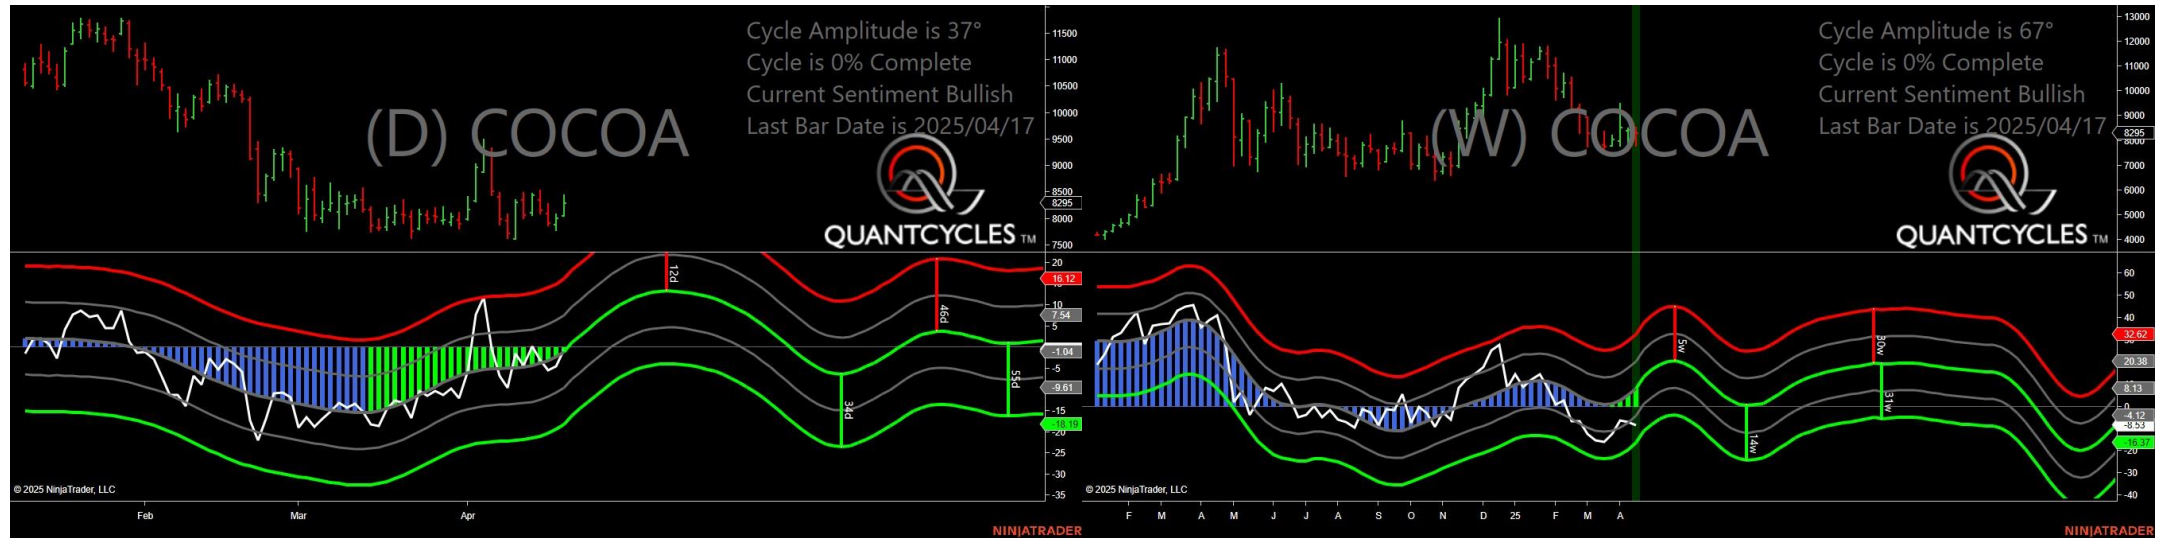 Cycle Amplitude is 37°
Cycle is 0% Complete
Current Sentiment Bullish
Last Bar Date is 2025/04/17
(D) COCOA
QUANTCYCLES TM
11500
11000
10500
10000
9500
9000
8500
8295
8000
7500
20
16.12
10
7.54
5
-1.04
-5
-9.61
-15
-18.19
-20
-25
-30
-35
12d
46d
34d
55d
© 2025 NinjaTrader, LLC
Feb Mar Apr
NINJATRADER
Cycle Amplitude is 67°
Cycle is 0% Complete
Current Sentiment Bullish
Last Bar Date is 2025/04/17
(W) COCOA
QUANTCYCLES TM
13000
12000
11000
10000
9000
8295
8000
7000
6000
5000
4000
60
50
40
32.62
20.38
8.13
0
-4.12
-8.53
-16.37
-20
-30
-40
5w
30w
31w
14w
© 2025 NinjaTrader, LLC
F M A M J J A S O N D 25 F M A
NINJATRADER